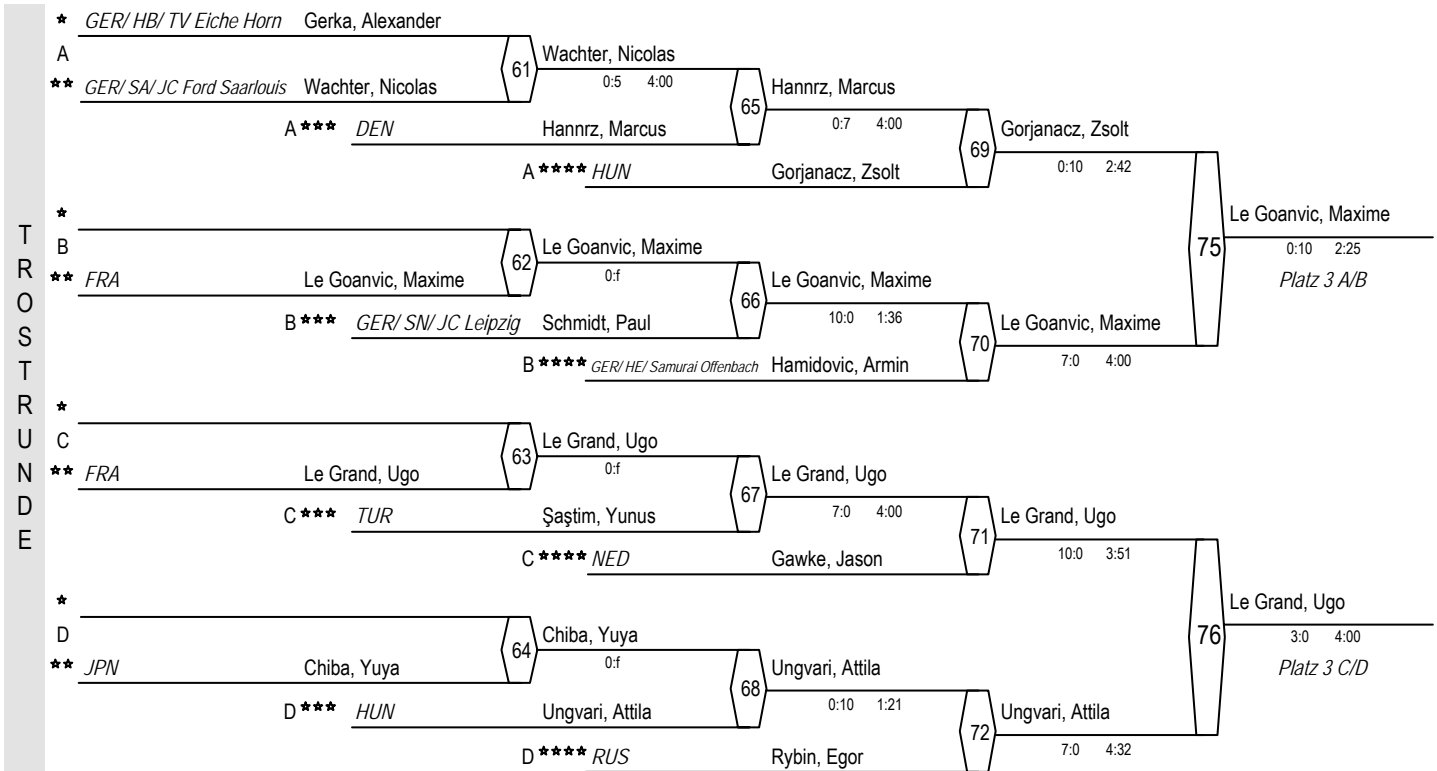 TROSTRUNDE
* GER/ HB/ TV Eiche Horn Gerka, Alexander
A
** GER/ SA/ JC Ford Saarlouis Wachter, Nicolas
61
Wachter, Nicolas
0:5 4:00
A *** DEN Hannrz, Marcus
65
Hannrz, Marcus
0:7 4:00
A **** HUN Gorjanacz, Zsolt
69
Gorjanacz, Zsolt
0:10 2:42
*
B
** FRA Le Goanvic, Maxime
62
Le Goanvic, Maxime
0:f
B *** GER/ SN/ JC Leipzig Schmidt, Paul
66
Le Goanvic, Maxime
10:0 1:36
B **** GER/ HE/ Samurai Offenbach Hamidovic, Armin
70
Le Goanvic, Maxime
7:0 4:00
75
Le Goanvic, Maxime
0:10 2:25
Platz 3 A/B
*
C
** FRA Le Grand, Ugo
63
Le Grand, Ugo
0:f
C *** TUR Şaştim, Yunus
67
Le Grand, Ugo
7:0 4:00
C **** NED Gawke, Jason
71
Le Grand, Ugo
10:0 3:51
*
D
** JPN Chiba, Yuya
64
Chiba, Yuya
0:f
D *** HUN Ungvari, Attila
68
Ungvari, Attila
0:10 1:21
D **** RUS Rybin, Egor
72
Ungvari, Attila
7:0 4:32
76
Le Grand, Ugo
3:0 4:00
Platz 3 C/D